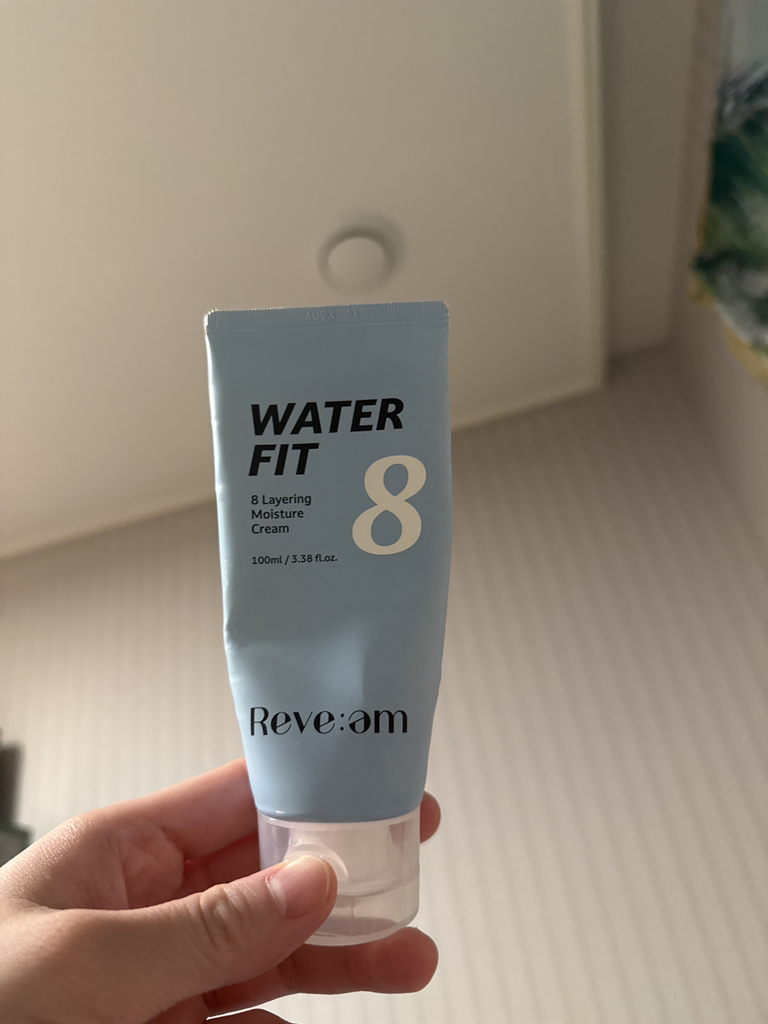 WATER
FIT
8
8 Layering
Moisture
Cream
100ml / 3.38 fl.oz.
Reve:am